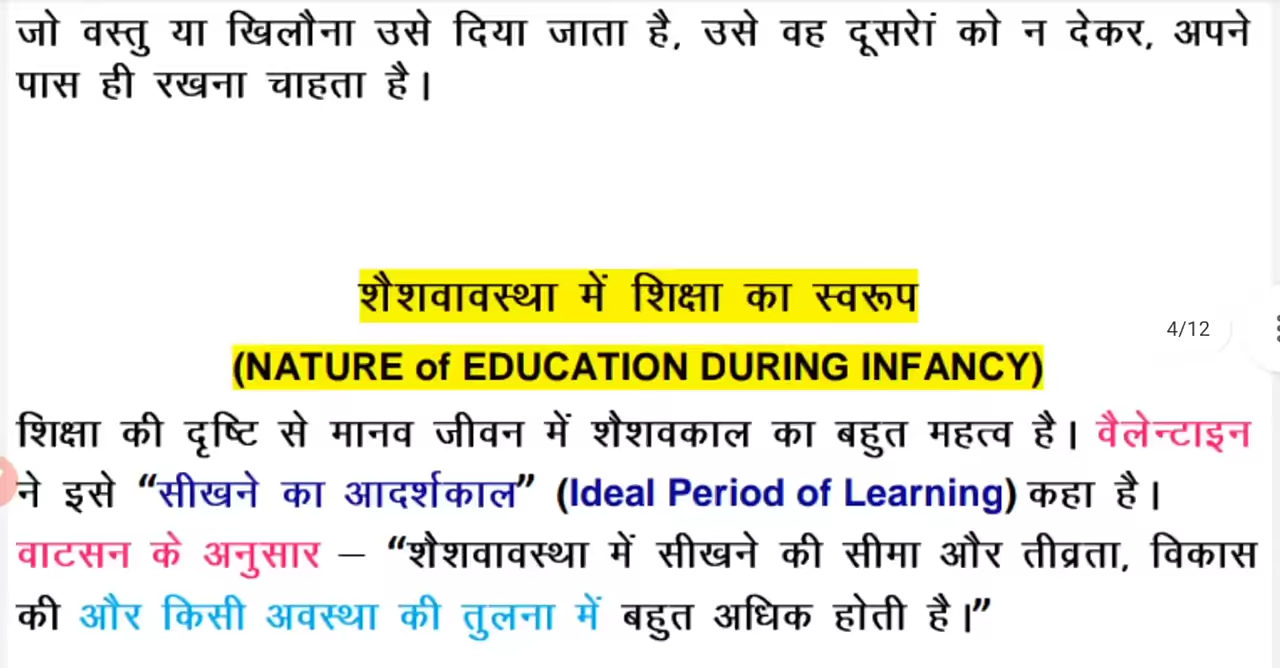 जो वस्तु या खिलौना उसे दिया जाता है, उसे वह दूसरों को न देकर, अपने
पास ही रखना चाहता है।
शैशवावस्था में शिक्षा का स्वरूप
4/12
(NATURE of EDUCATION DURING INFANCY)
शिक्षा की दृष्टि से मानव जीवन में शैशवकाल का बहुत महत्व है। वैलेन्टाइन
ने इसे “सीखने का आदर्शकाल” (Ideal Period of Learning) कहा है।
वाटसन के अनुसार – “शैशवावस्था में सीखने की सीमा और तीव्रता, विकास
की और किसी अवस्था की तुलना में बहुत अधिक होती है।”